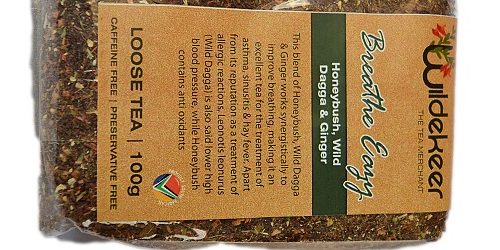 Wildekeer
THE TEA MERCHANT
Breathe Easy
Honeybush, Wild
Dagga & Ginger
This blend of Honeybush, Wild Dagga
& Ginger works synergistically to
improve breathing, making it an
excellent tea for the treatment of
asthma, sinusitis & hay fever. Apart
from its reputation as a treatment of
allergic reactions, Leonotis leonurus
(Wild Dagga) is also said lower high
blood pressure, while Honeybush
contains anti oxidants
LOOSE TEA | 100g
CAFFEINE FREE | PRESERVATIVE FREE